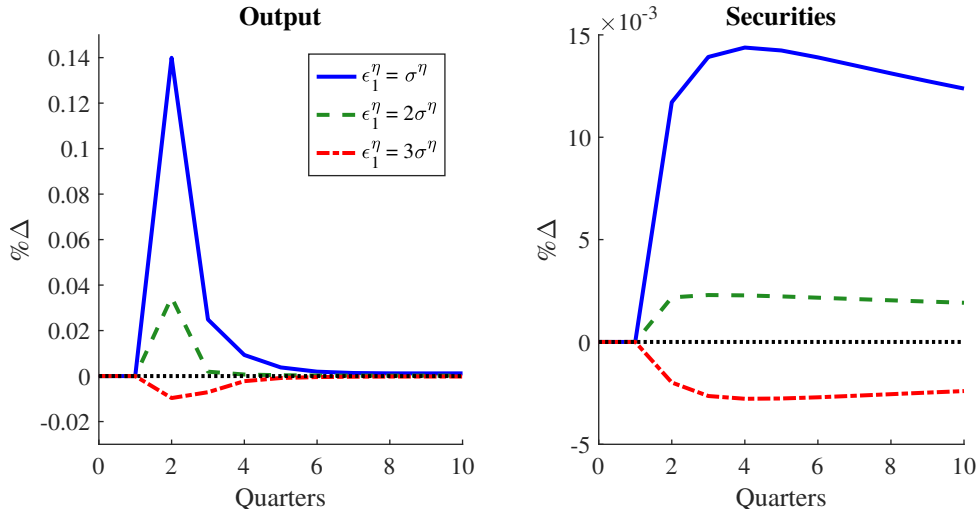 Output
%Δ
0.14
0.12
0.1
0.08
0.06
0.04
0.02
0
-0.02
ϵ₁^η = σ^η
ϵ₁^η = 2σ^η
ϵ₁^η = 3σ^η
0 2 4 6 8 10
Quarters
Securities
×10⁻³
%Δ
15
10
5
0
-5
0 2 4 6 8 10
Quarters